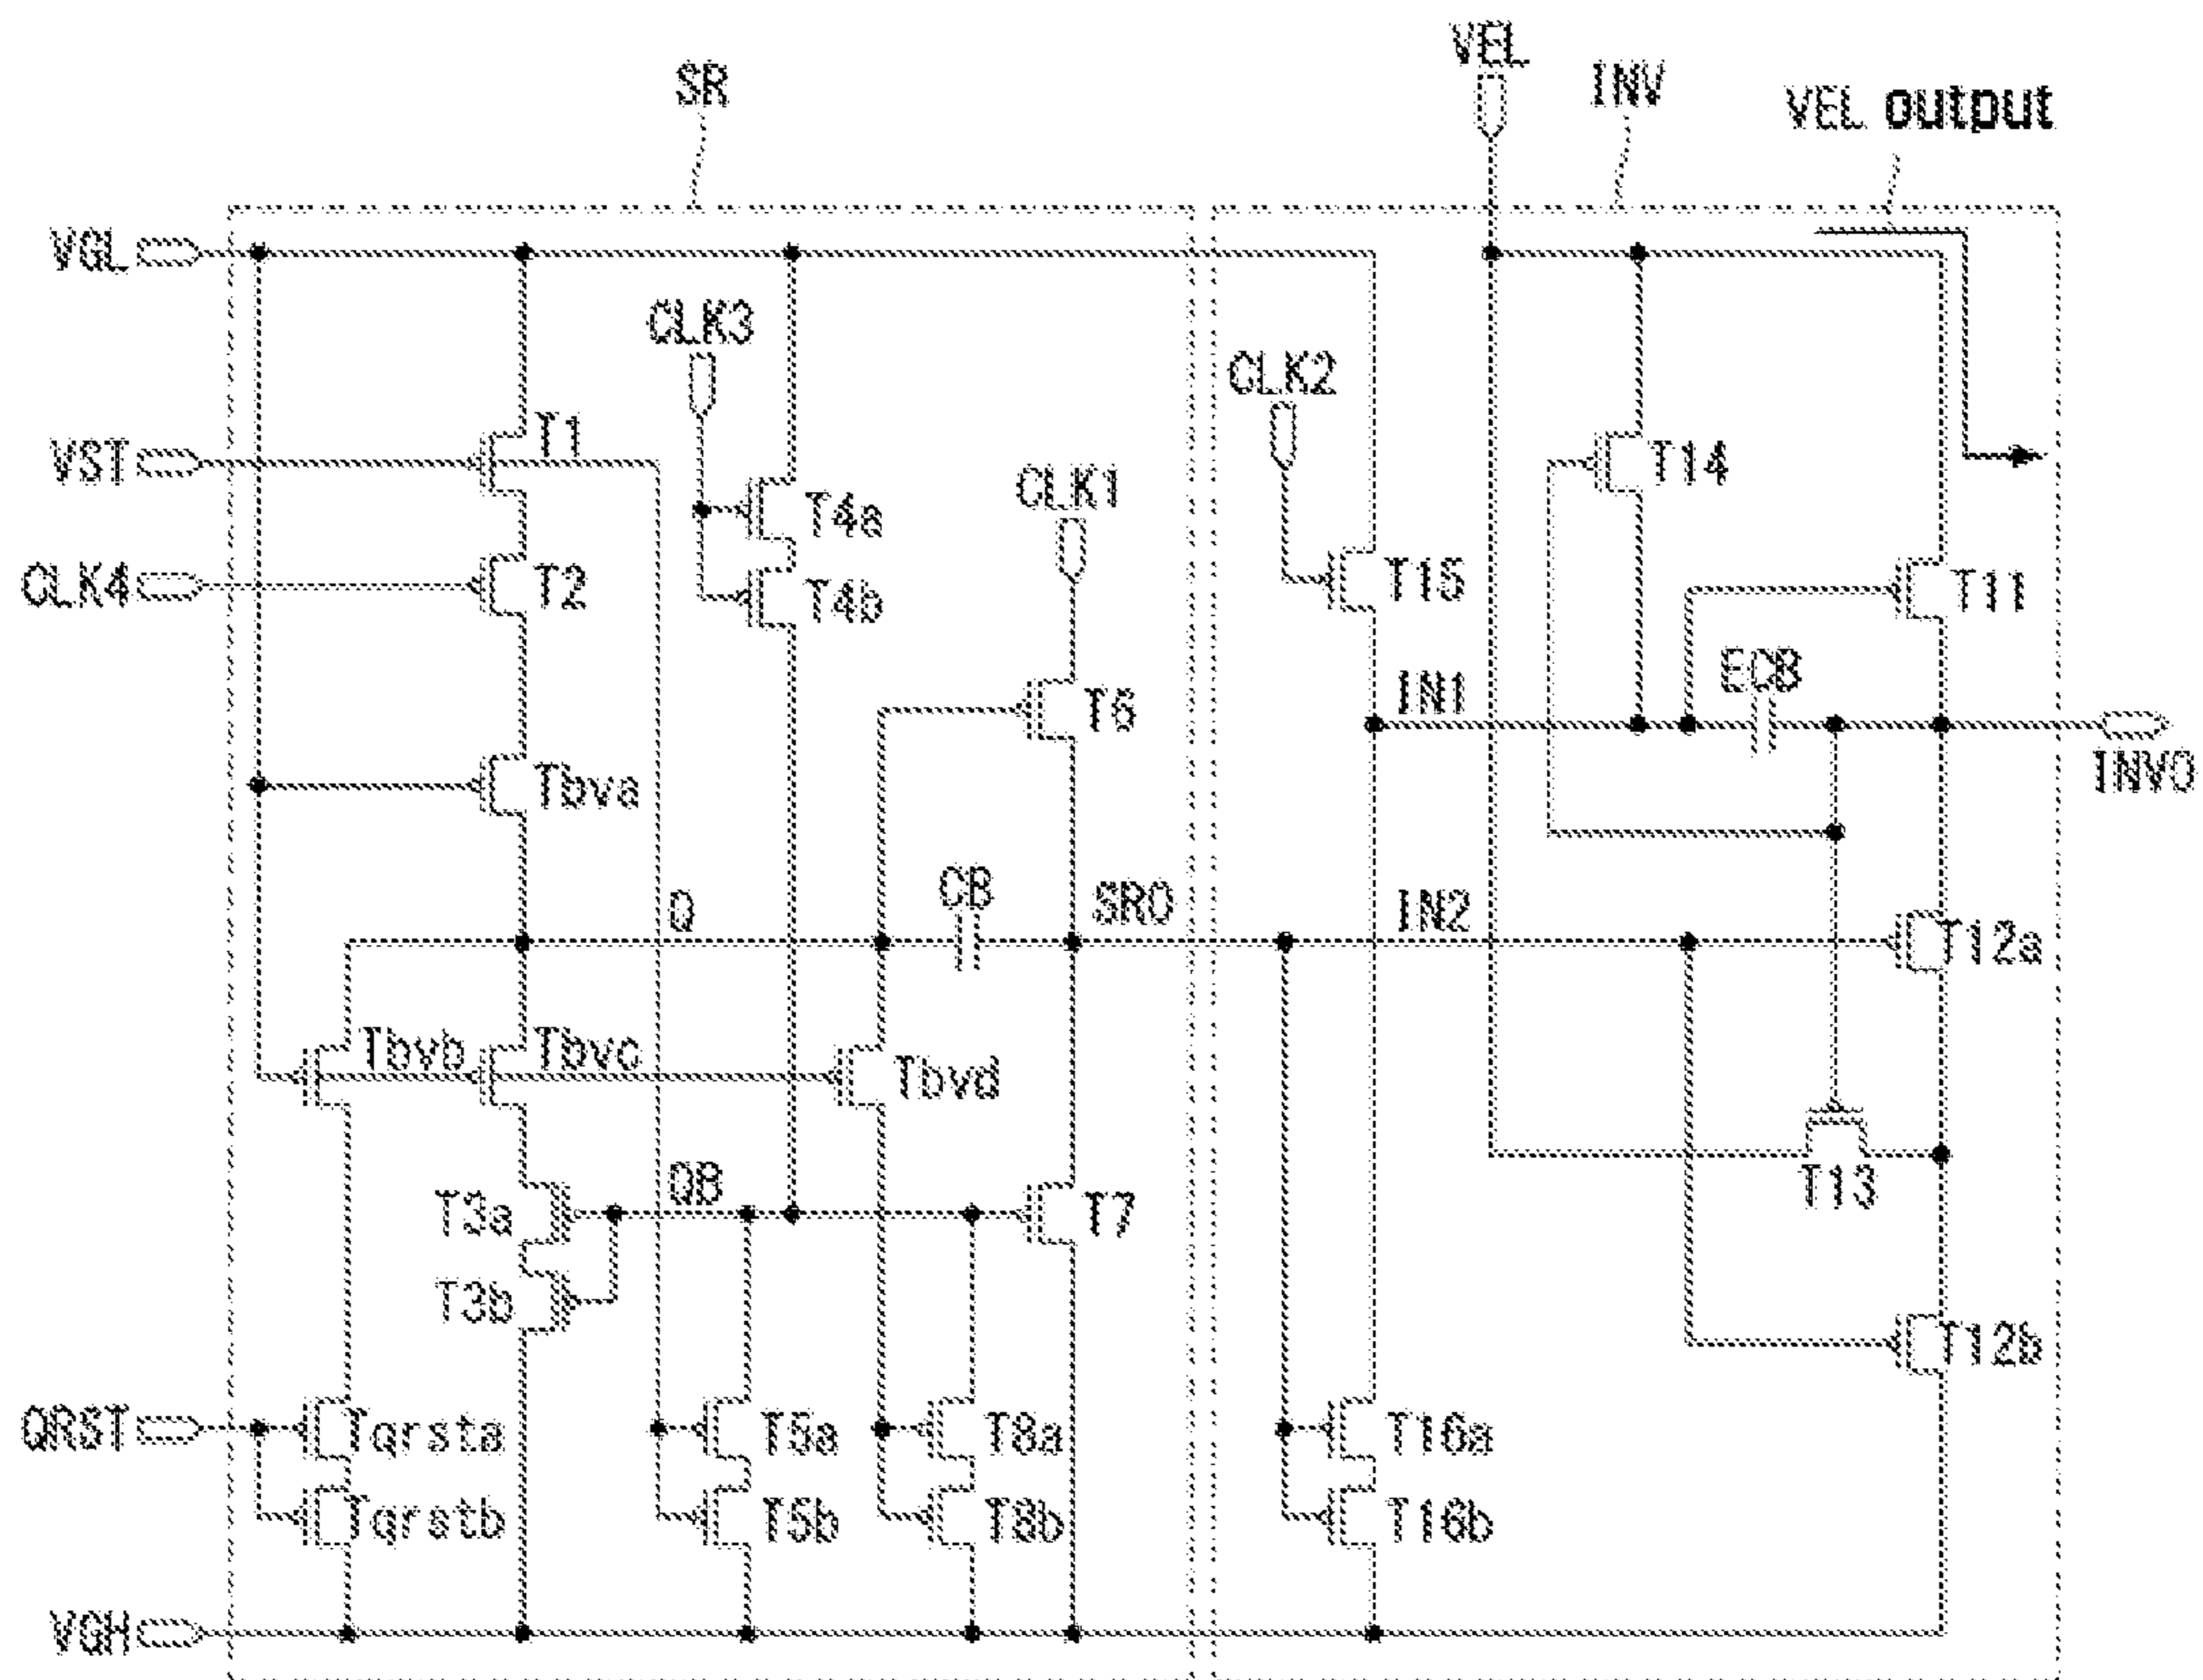 VEL
SR
INV
VEL output
VGL
CLK3
CLK2
VST
T1
T14
CLK1
T4a
CLK4
T2
T4b
T15
T11
ECB
T6
IN1
Tbva
INVO
Q
CB
SRO
IN2
T12a
Tbvb
Tbvc
Tbvd
QB
T3a
T7
T13
T3b
T12b
QRST
Tqrsta
T5a
T8a
T16a
Tqrstb
T5b
T8b
T16b
VGH